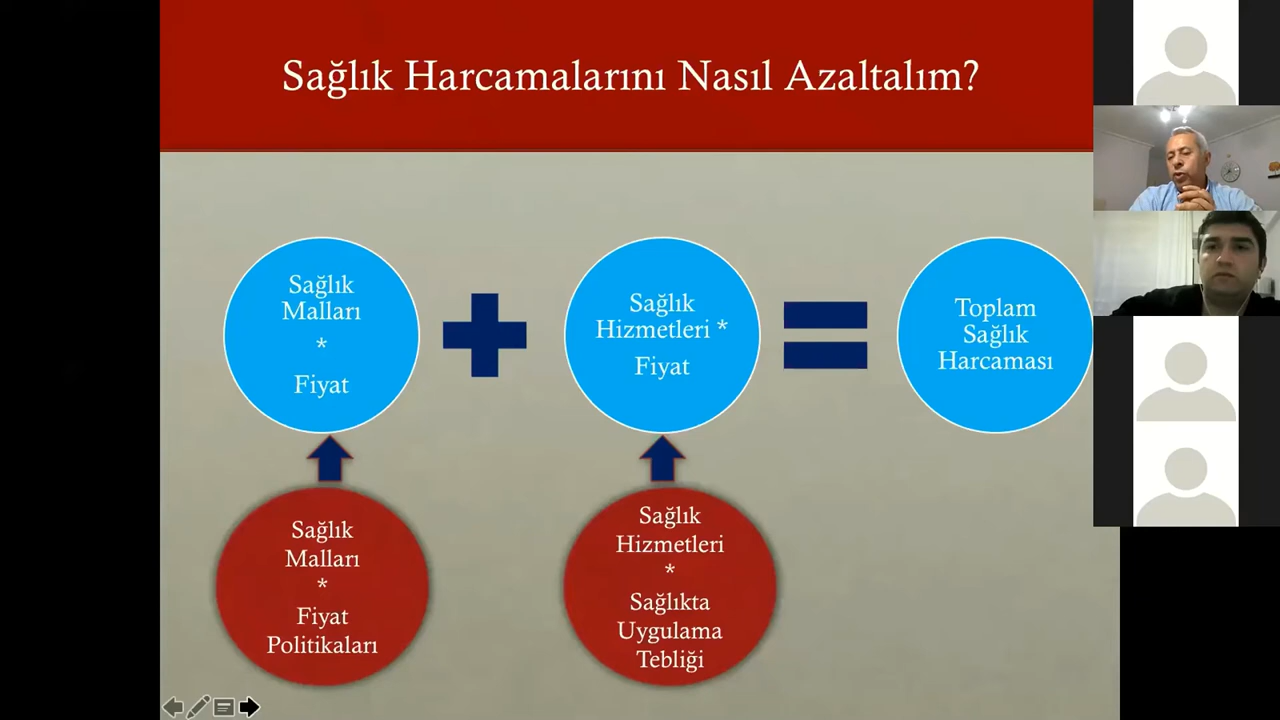 Sağlık Harcamalarını Nasıl Azaltalım?
Sağlık
Malları
*
Fiyat
Sağlık
Hizmetleri *
Fiyat
Toplam
Sağlık
Harcaması
Sağlık
Malları
*
Fiyat
Politikaları
Sağlık
Hizmetleri
*
Sağlıkta
Uygulama
Tebliği